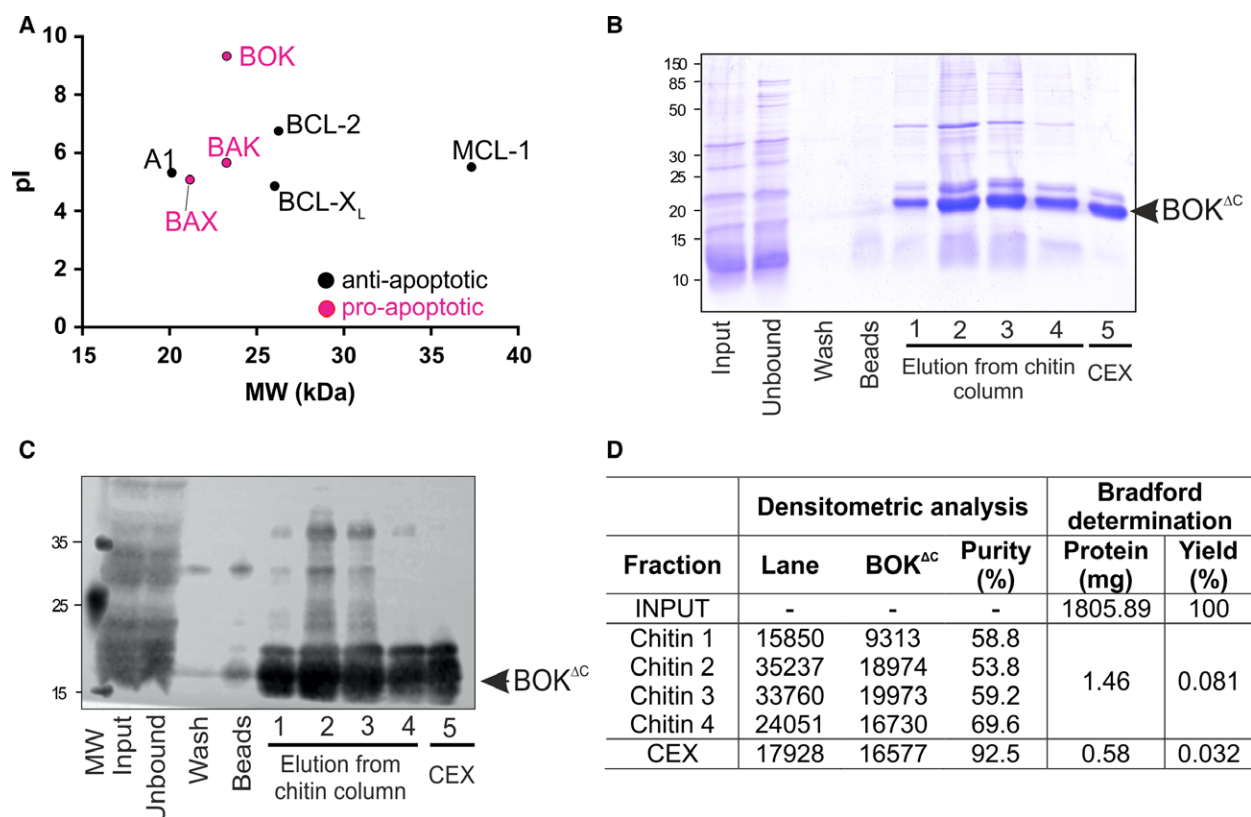 A
10
8
6
4
2
0
pI
15 20 25 30 35 40
MW (kDa)
BOK
BCL-2
BAK
A1
MCL-1
BAX
BCL-XL
anti-apoptotic
pro-apoptotic
B
150
85
50
30
25
20
15
10
BOKΔC
Input
Unbound
Wash
Beads
1 2 3 4 5
Elution from chitin
column
CEX
C
35
25
15
BOKΔC
MW
Input
Unbound
Wash
Beads
1 2 3 4 5
Elution from
chitin column
CEX
D
Densitometric analysis Bradford
determination
Fraction Lane BOKΔC Purity
(%) Protein
(mg) Yield
(%)
INPUT - - - 1805.89 100
Chitin 1 15850 9313 58.8
Chitin 2 35237 18974 53.8
1.46 0.081
Chitin 3 33760 19973 59.2
Chitin 4 24051 16730 69.6
CEX 17928 16577 92.5 0.58 0.032